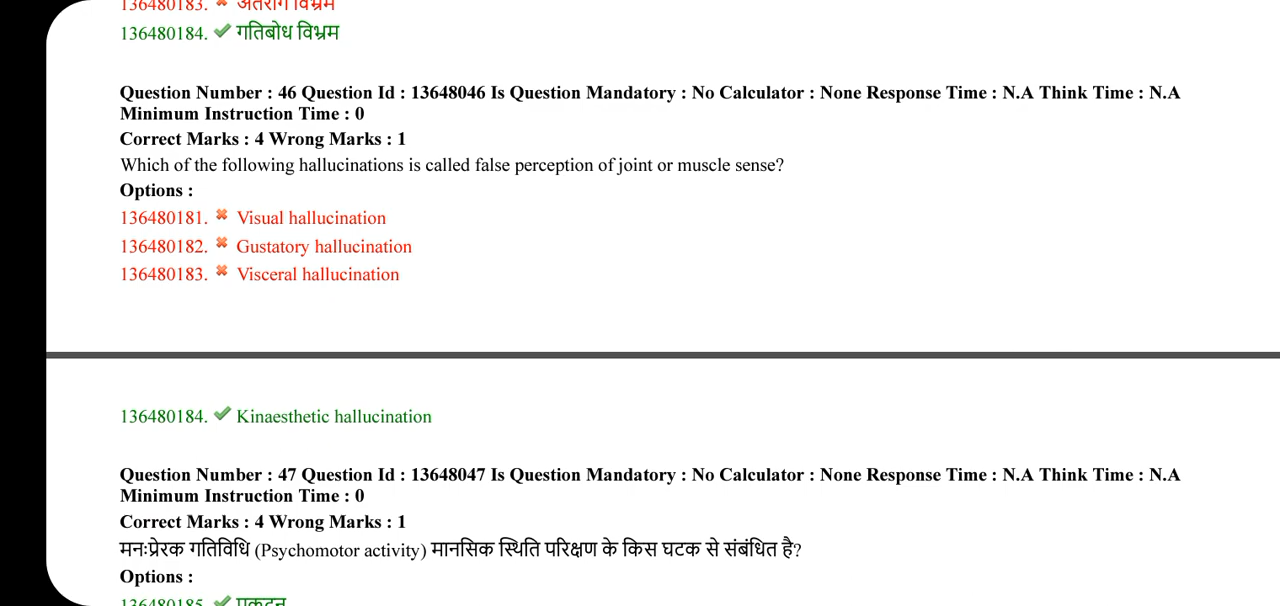 136480183. ✖ अंतरांग विभ्रम
136480184. ✔ गतिबोध विभ्रम
Question Number : 46 Question Id : 13648046 Is Question Mandatory : No Calculator : None Response Time : N.A Think Time : N.A
Minimum Instruction Time : 0
Correct Marks : 4 Wrong Marks : 1
Which of the following hallucinations is called false perception of joint or muscle sense?
Options :
136480181. ✖ Visual hallucination
136480182. ✖ Gustatory hallucination
136480183. ✖ Visceral hallucination
136480184. ✔ Kinaesthetic hallucination
Question Number : 47 Question Id : 13648047 Is Question Mandatory : No Calculator : None Response Time : N.A Think Time : N.A
Minimum Instruction Time : 0
Correct Marks : 4 Wrong Marks : 1
मनःप्रेरक गतिविधि (Psychomotor activity) मानसिक स्थिति परिक्षण के किस घटक से संबंधित है?
Options :
136480185. ✔